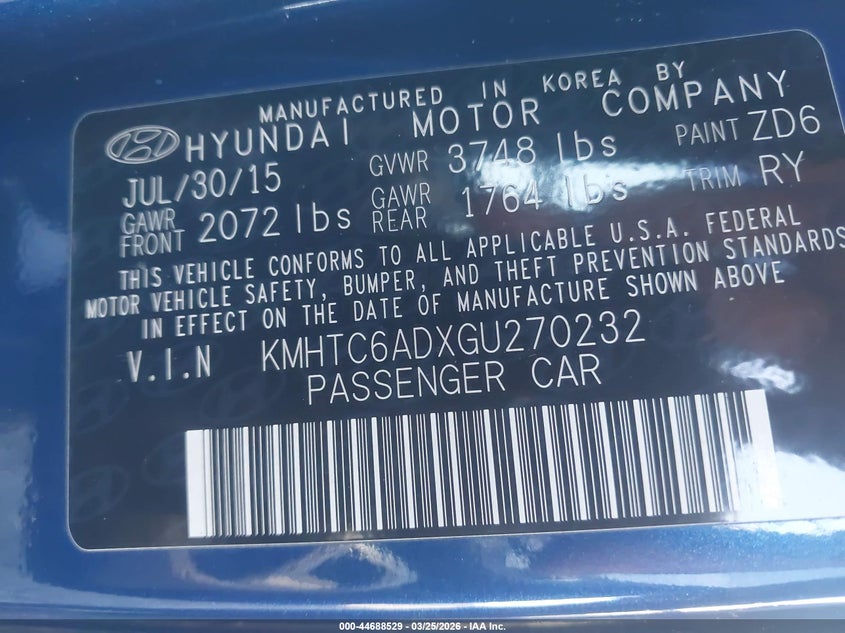 MANUFACTURED IN KOREA BY
HYUNDAI MOTOR COMPANY
JUL/30/15 GVWR 3748 lbs PAINT ZD6
GAWR FRONT 2072 lbs GAWR REAR 1764 lbs TRIM RY
THIS VEHICLE CONFORMS TO ALL APPLICABLE U.S.A. FEDERAL
MOTOR VEHICLE SAFETY, BUMPER, AND THEFT PREVENTION STANDARDS
IN EFFECT ON THE DATE OF MANUFACTURE SHOWN ABOVE
V.I.N KMHTC6ADXGU270232
PASSENGER CAR
000-44688529 - 03/25/2026 - IAA Inc.